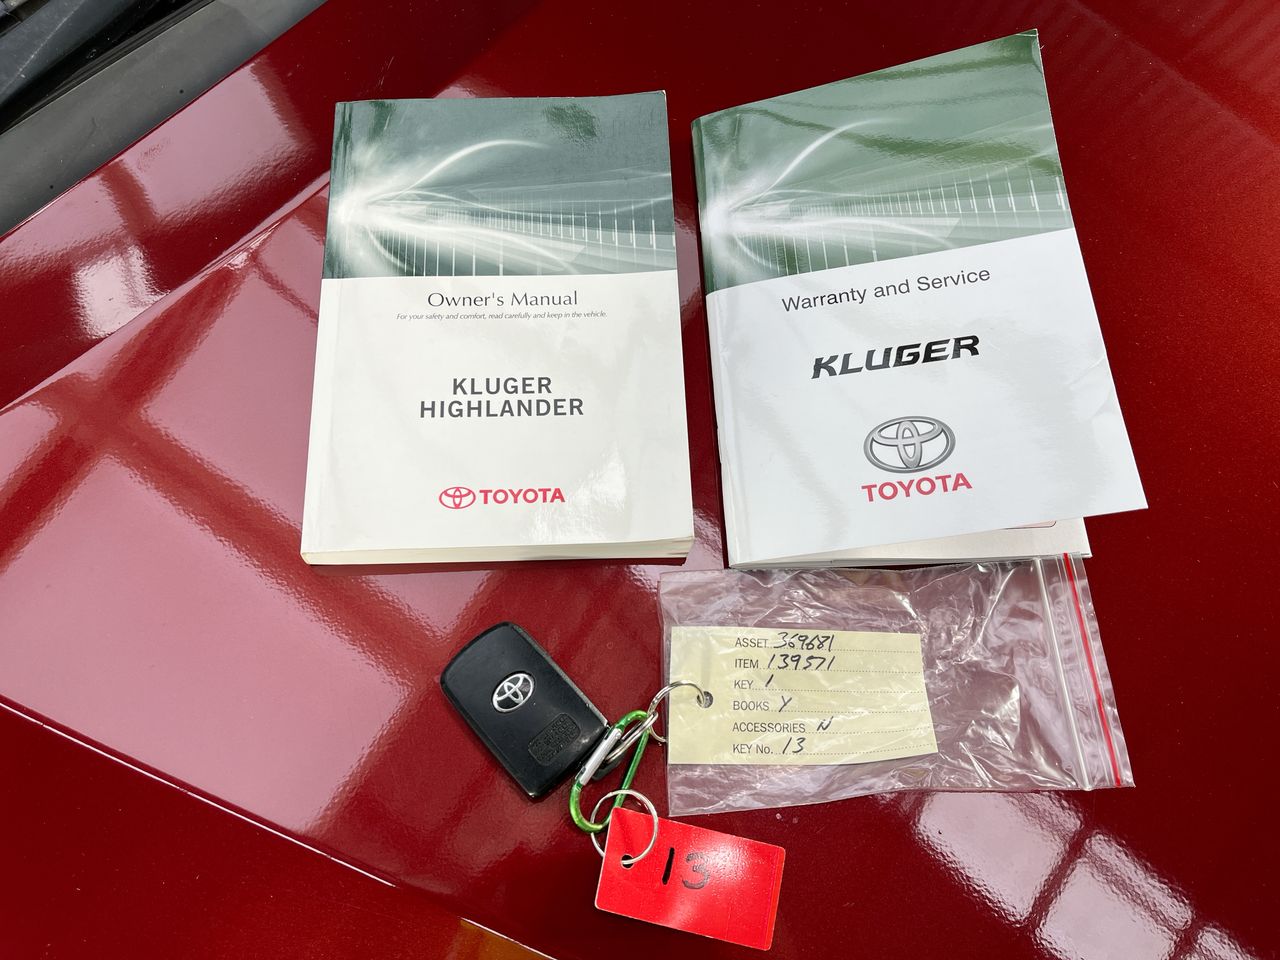 Owner's Manual
For your safety and comfort, read carefully and keep in the vehicle.
KLUGER
HIGHLANDER
TOYOTA
Warranty and Service
KLUGER
TOYOTA
ASSET 369681
ITEM 139571
KEY 1
BOOKS Y
ACCESSORIES N
KEY No. 13
13